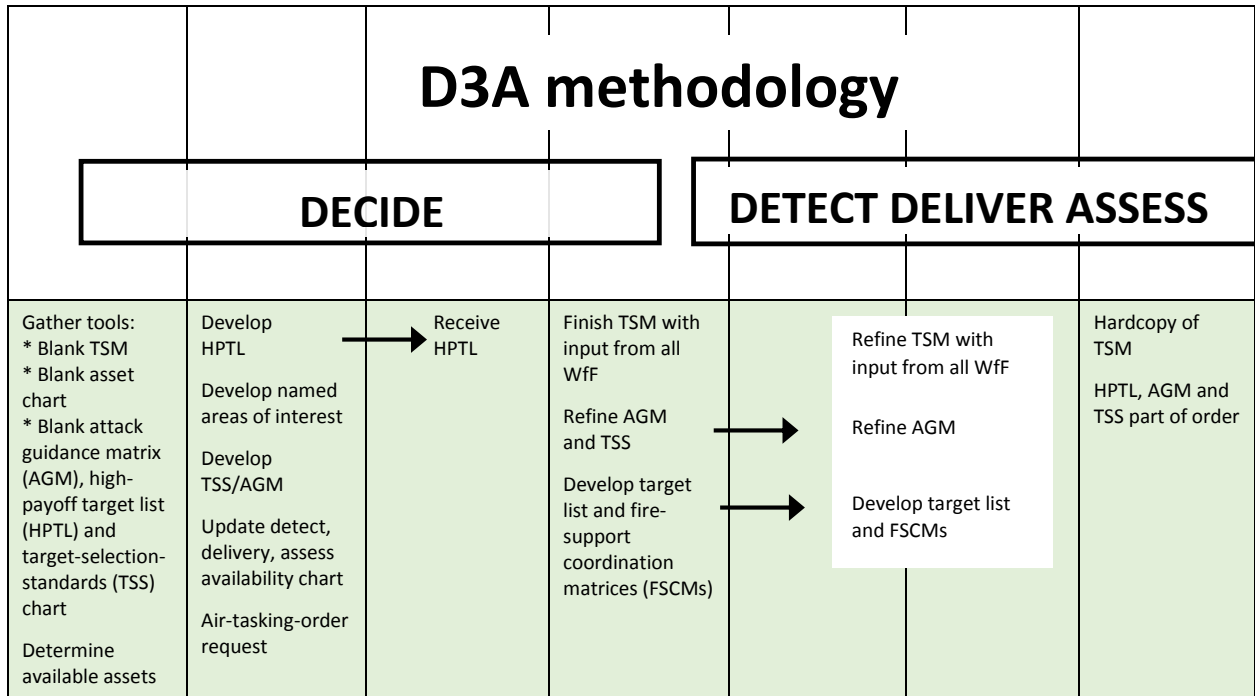 D3A methodology
DECIDE
DETECT DELIVER ASSESS
Gather tools:
* Blank TSM
* Blank asset
chart
* Blank attack
guidance matrix
(AGM), high-
payoff target list
(HPTL) and
target-selection-
standards (TSS)
chart
Determine
available assets
Develop
HPTL
Develop named
areas of interest
Develop
TSS/AGM
Update detect,
delivery, assess
availability chart
Air-tasking-order
request
Receive
HPTL
Finish TSM with
input from all
WfF
Refine AGM
and TSS
Develop target
list and fire-
support
coordination
matrices (FSCMs)
Refine TSM with
input from all WfF
Refine AGM
Develop target list
and FSCMs
Hardcopy of
TSM
HPTL, AGM and
TSS part of order